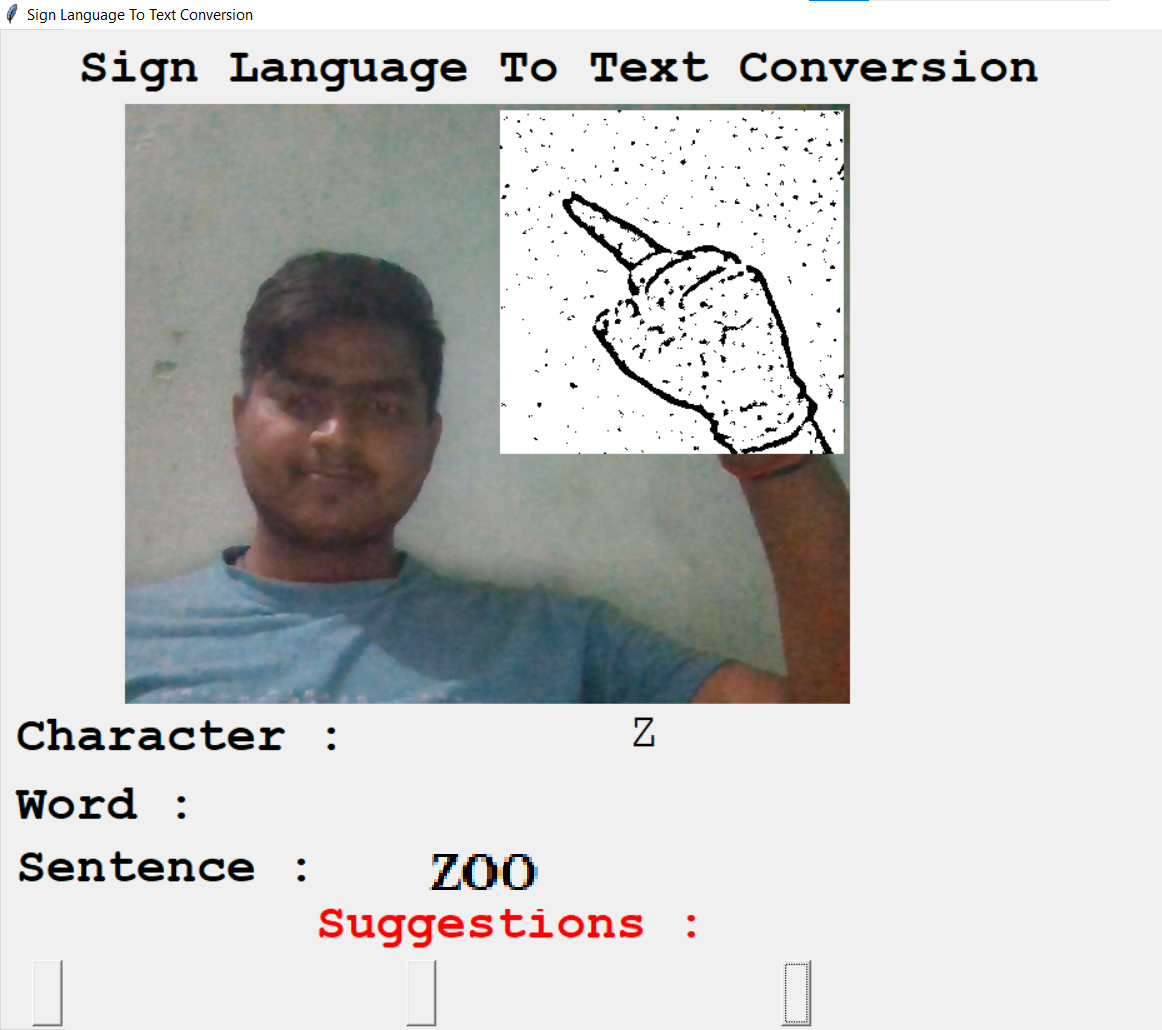 Sign Language To Text Conversion
Sign Language To Text Conversion
Character : Z
Word :
Sentence : ZOO
Suggestions :